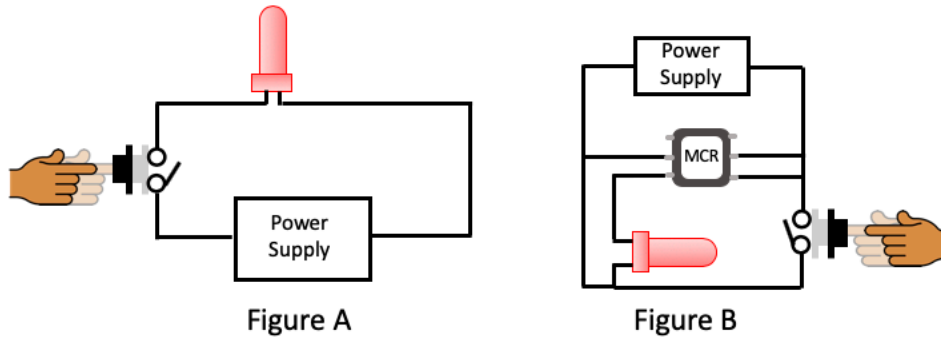 Power
Supply
Figure A
Power
Supply
MCR
Figure B